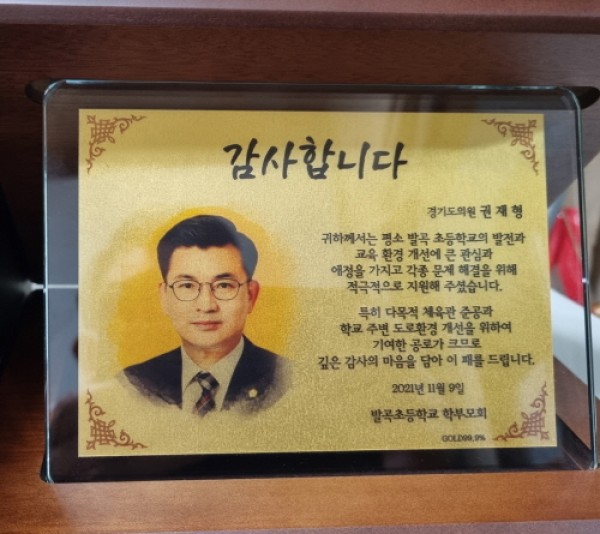 감사합니다
경기도의원 권재형
귀하께서는 평소 발곡 초등학교의 발전과
교육 환경 개선에 큰 관심과
애정을 가지고 각종 문제 해결을 위해
적극적으로 지원해 주셨습니다.
특히 다목적 체육관 준공과
학교 주변 도로환경 개선을 위하여
기여한 공로가 크므로
깊은 감사의 마음을 담아 이 패를 드립니다.
2021년 11월 9일
발곡초등학교 학부모회
GOLD99.9%